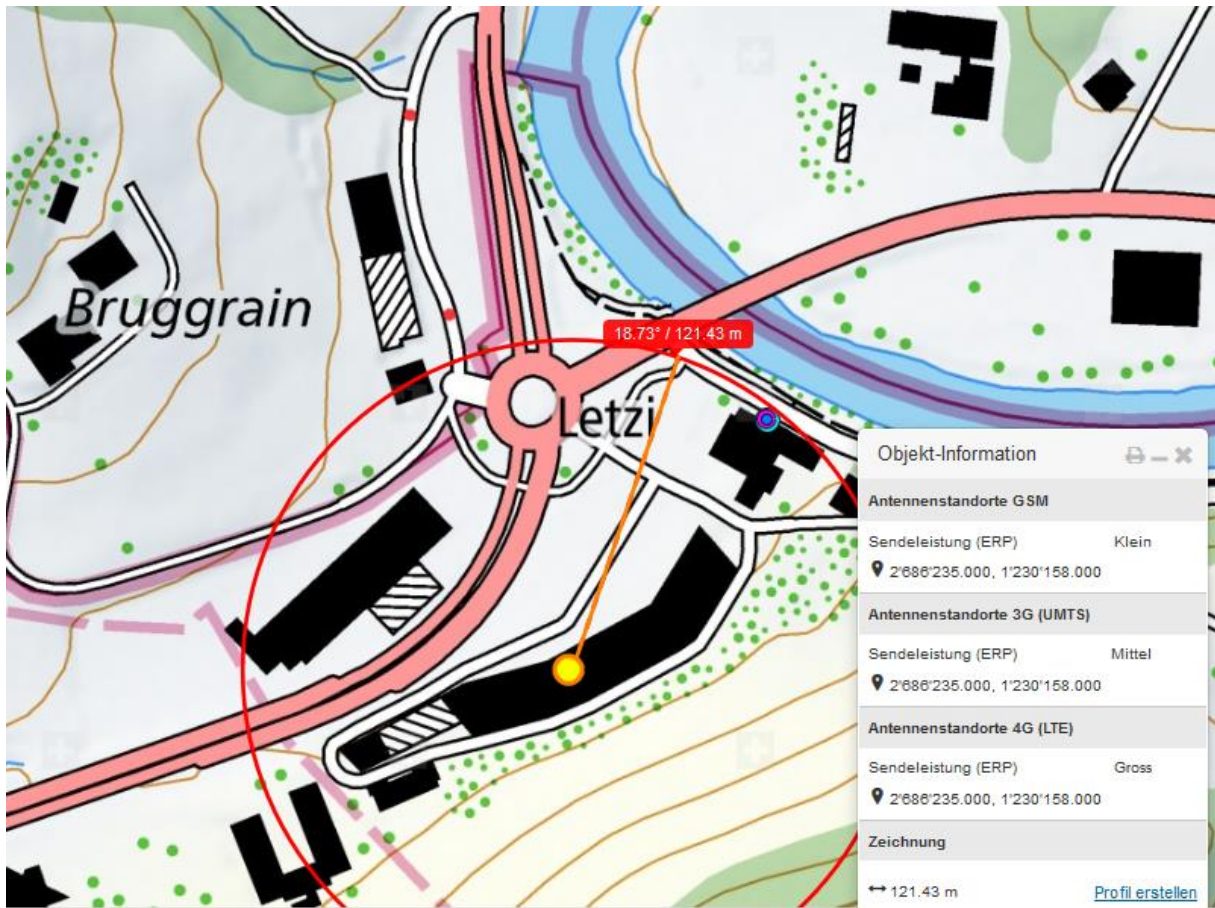 Bruggrain
18.73° / 121.43 m
Letzi
Objekt-Information
Antennenstandorte GSM
Sendeleistung (ERP) Klein
2'686'235.000, 1'230'158.000
Antennenstandorte 3G (UMTS)
Sendeleistung (ERP) Mittel
2'686'235.000, 1'230'158.000
Antennenstandorte 4G (LTE)
Sendeleistung (ERP) Gross
2'686'235.000, 1'230'158.000
Zeichnung
121.43 m Profil erstellen